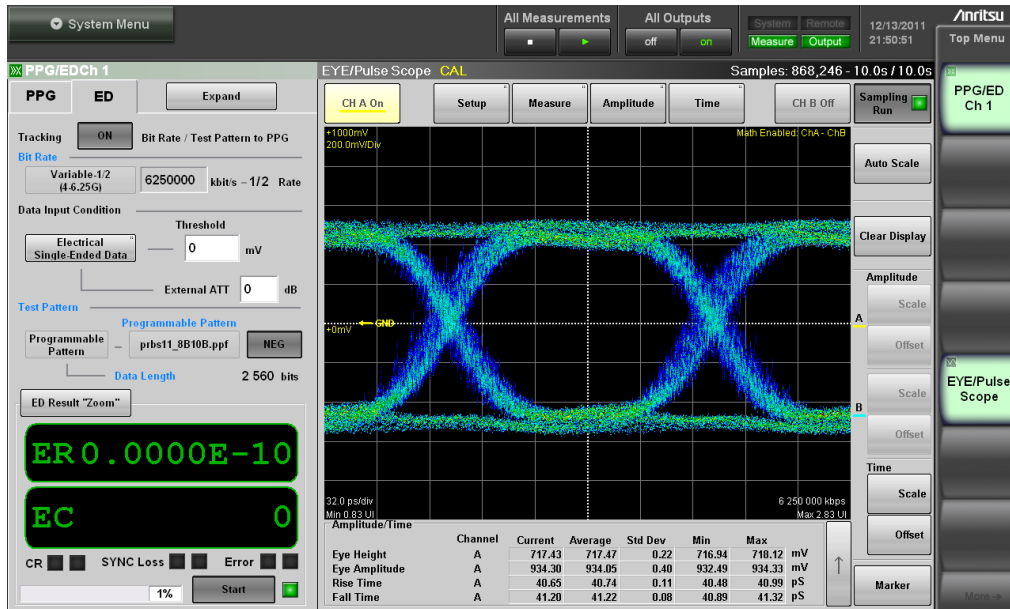 System Menu
All Measurements
All Outputs
off
on
System
Remote
Measure
Output
12/13/2011
21:50:51
Anritsu
Top Menu
PPG/EDCh 1
EYE/Pulse Scope CAL
Samples: 868,246 - 10.0s / 10.0s
PPG
ED
Expand
Tracking
ON
Bit Rate / Test Pattern to PPG
Bit Rate
Variable-1/2
(4-6.25G)
6250000
kbit/s - 1/2 Rate
Data Input Condition
Threshold
Electrical
Single-Ended Data
0
mV
External ATT
0
dB
Test Pattern
Programmable Pattern
Programmable
Pattern
prbs11_8B10B.ppf
NEG
Data Length
2 560 bits
ED Result "Zoom"
ER 0.0000E-10
EC 0
CR
SYNC Loss
Error
1%
Start
CH A On
Setup
Measure
Amplitude
Time
CH B Off
Sampling
Run
+1000mV
200.0mV/Div
Math Enabled: ChA - ChB
+0mV
GND
32.0 ps/div
Min 0.83 UI
6 250 000 kbps
Max 2.83 UI
Auto Scale
Clear Display
Amplitude
Scale
A
Offset
Scale
B
Offset
Time
Scale
Offset
Marker
Amplitude/Time
Channel Current Average Std Dev Min Max
Eye Height A 717.43 717.47 0.22 716.94 718.12 mV
Eye Amplitude A 934.30 934.05 0.40 932.49 934.33 mV
Rise Time A 40.65 40.74 0.11 40.48 40.99 pS
Fall Time A 41.20 41.22 0.08 40.89 41.32 pS
PPG/ED
Ch 1
EYE/Pulse
Scope
More